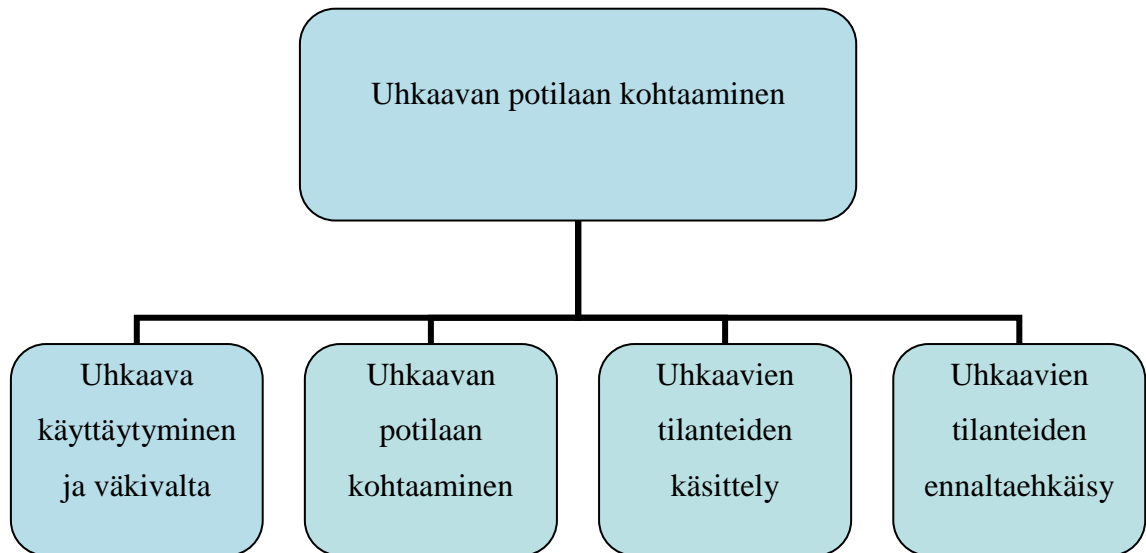 Uhkaavan potilaan kohtaaminen
Uhkaava
käyttäytyminen
ja väkivalta
Uhkaavan
potilaan
kohtaaminen
Uhkaavien
tilanteiden
käsittely
Uhkaavien
tilanteiden
ennaltaehkäisy